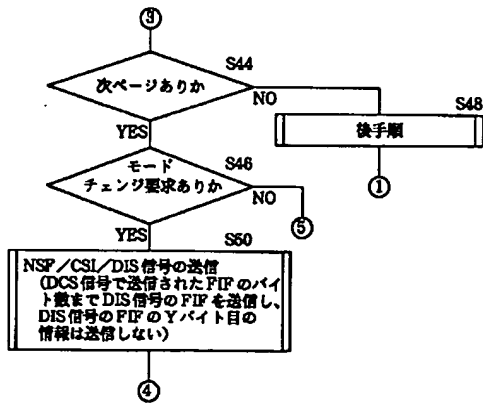 ③
S44
次ページありか
NO
YES
S48
後手順
①
S46
モード
チェンジ要求ありか
NO
YES
⑤
S50
NSF/CSI/DIS信号の送信
(DCS信号で送信されたFIFのバイ
ト数までDIS信号のFIFを送信し、
DIS信号のFIFのYバイト目の
情報は送信しない)
④